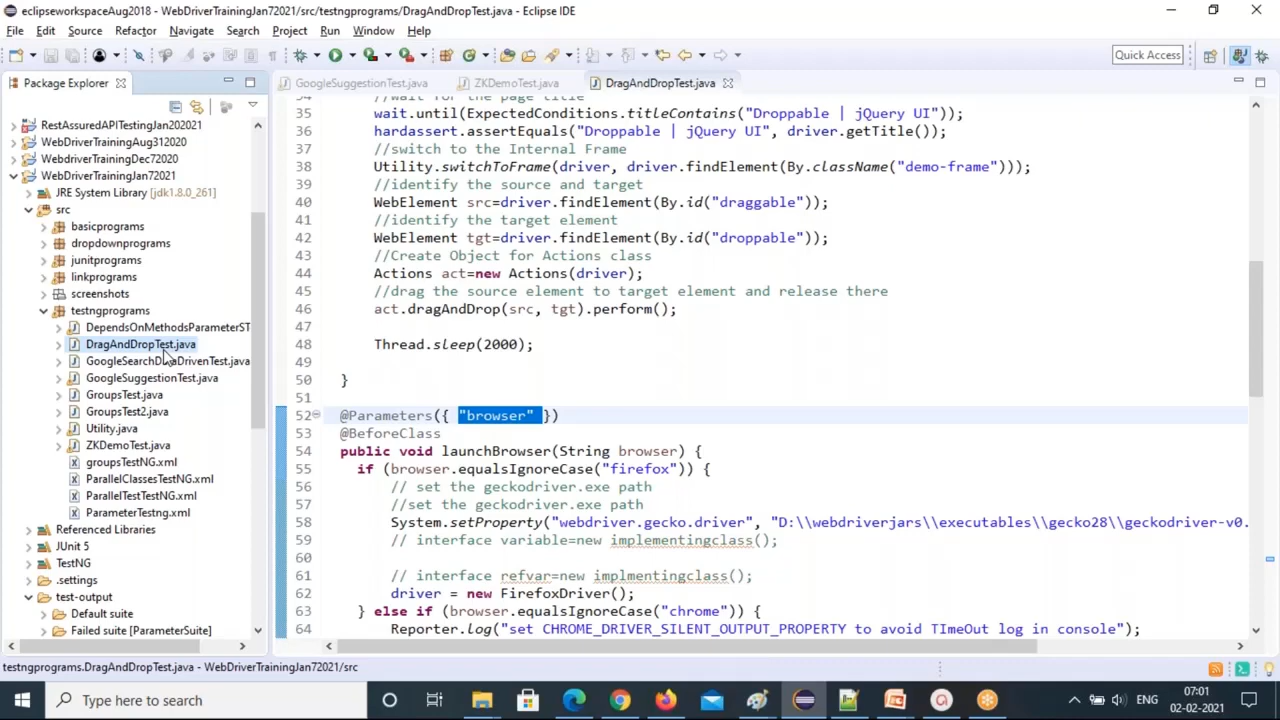 eclipseworkspaceAug2018 - WebDriverTrainingJan72021/src/testngprograms/DragAndDropTest.java - Eclipse IDE
File Edit Source Refactor Navigate Search Project Run Window Help
Quick Access
Package Explorer
GoogleSuggestionTest.java ZKDemoTest.java DragAndDropTest.java
RestAssuredAPITestingJan202021
WebDriverTrainingAug312020
WebdriverTrainingDec72020
WebDriverTrainingJan72021
JRE System Library [jdk1.8.0_261]
src
basicprograms
dropdownprograms
junitprograms
linkprograms
screenshots
testngprograms
DependsOnMethodsParameterST
DragAndDropTest.java
GoogleSearchDataDrivenTest.java
GoogleSuggestionTest.java
GroupsTest.java
GroupsTest2.java
Utility.java
ZKDemoTest.java
groupsTestNG.xml
ParallelClassesTestNG.xml
ParallelTestTestNG.xml
ParameterTestng.xml
Referenced Libraries
JUnit 5
TestNG
.settings
test-output
Default suite
Failed suite [ParameterSuite]
34 //wait for the page title
35 wait.until(ExpectedConditions.titleContains("Droppable | jQuery UI"));
36 hardassert.assertEquals("Droppable | jQuery UI", driver.getTitle());
37 //switch to the Internal Frame
38 Utility.switchToFrame(driver, driver.findElement(By.className("demo-frame")));
39 //identify the source and target
40 WebElement src=driver.findElement(By.id("draggable"));
41 //identify the target element
42 WebElement tgt=driver.findElement(By.id("droppable"));
43 //Create Object for Actions class
44 Actions act=new Actions(driver);
45 //drag the source element to target element and release there
46 act.dragAndDrop(src, tgt).perform();
47
48 Thread.sleep(2000);
49
50 }
51
52 @Parameters({ "browser" })
53 @BeforeClass
54 public void launchBrowser(String browser) {
55 if (browser.equalsIgnoreCase("firefox")) {
56 // set the geckodriver.exe path
57 //set the geckodriver.exe path
58 System.setProperty("webdriver.gecko.driver", "D:\\webdriverjars\\executables\\gecko28\\geckodriver-v0.
59 // interface variable=new implementingclass();
60
61 // interface refvar=new implmentingclass();
62 driver = new FirefoxDriver();
63 } else if (browser.equalsIgnoreCase("chrome")) {
64 Reporter.log("set CHROME_DRIVER_SILENT_OUTPUT_PROPERTY to avoid TImeOut log in console");
testngprograms.DragAndDropTest.java - WebDriverTrainingJan72021/src
Type here to search
ENG
07:01
02-02-2021